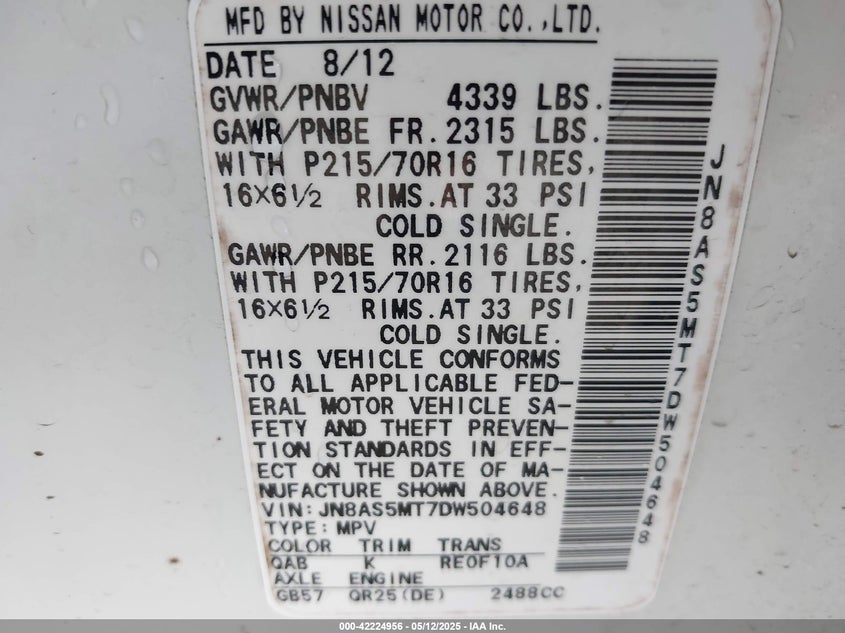 MFD BY NISSAN MOTOR CO.,LTD.
DATE 8/12
GVWR/PNBV 4339 LBS.
GAWR/PNBE FR. 2315 LBS.
WITH P215/70R16 TIRES,
16X6½ RIMS. AT 33 PSI
COLD SINGLE.
GAWR/PNBE RR. 2116 LBS.
WITH P215/70R16 TIRES,
16X6½ RIMS. AT 33 PSI
COLD SINGLE.
THIS VEHICLE CONFORMS
TO ALL APPLICABLE FED-
ERAL MOTOR VEHICLE SA-
FETY AND THEFT PREVEN-
TION STANDARDS IN EFF-
ECT ON THE DATE OF MA-
NUFACTURE SHOWN ABOVE.
VIN: JN8AS5MT7DW504648
TYPE: MPV
COLOR TRIM TRANS
QAB K RE0F10A
AXLE ENGINE
GB57 QR25(DE) 2488CC
JN8AS5MT7DW504648
000-42224956 - 05/12/2025 - IAA Inc.